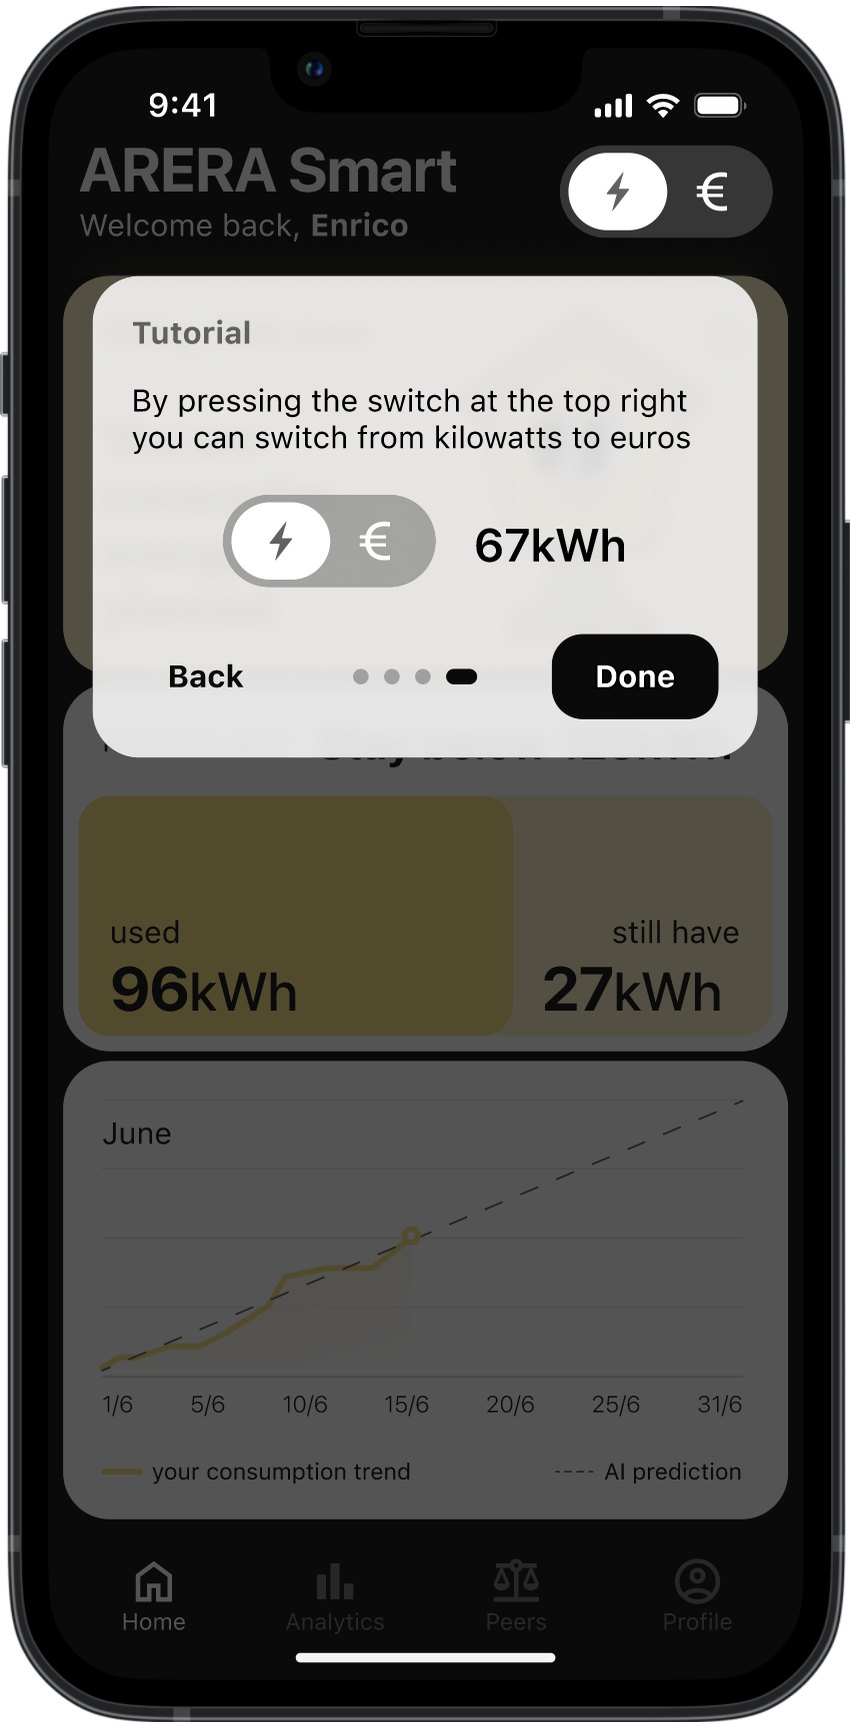 9:41
ARERA Smart
€
Welcome back, Enrico
Tutorial
By pressing the switch at the top right
you can switch from kilowatts to euros
€
67kWh
Back
Done
used
96kWh
still have
27kWh
June
1/6 5/6 10/6 15/6 20/6 25/6 31/6
your consumption trend
AI prediction
Home
Analytics
Peers
Profile